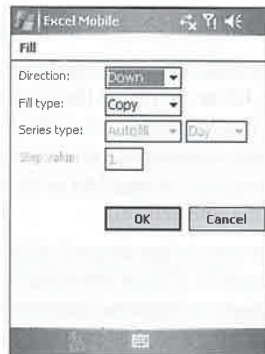 Excel Mobile
Fill
Direction: Down
Fill type: Copy
Series type: Autofill Day
Step value: 1
OK Cancel